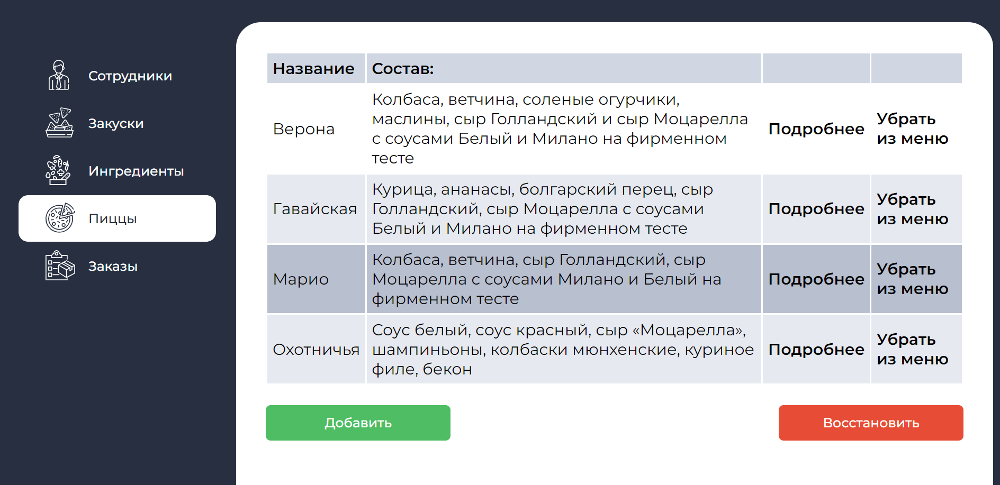 Сотрудники
Закуски
Ингредиенты
Пиццы
Заказы
Название
Состав:
Верона
Колбаса, ветчина, соленые огурчики,
маслины, сыр Голландский и сыр Моцарелла
с соусами Белый и Милано на фирменном
тесте
Подробнее
Убрать
из меню
Гавайская
Курица, ананасы, болгарский перец, сыр
Голландский, сыр Моцарелла с соусами
Белый и Милано на фирменном тесте
Подробнее
Убрать
из меню
Марио
Колбаса, ветчина, сыр Голландский, сыр
Моцарелла с соусами Милано и Белый на
фирменном тесте
Подробнее
Убрать
из меню
Охотничья
Соус белый, соус красный, сыр «Моцарелла»,
шампиньоны, колбаски мюнхенские, куриное
филе, бекон
Подробнее
Убрать
из меню
Добавить
Восстановить